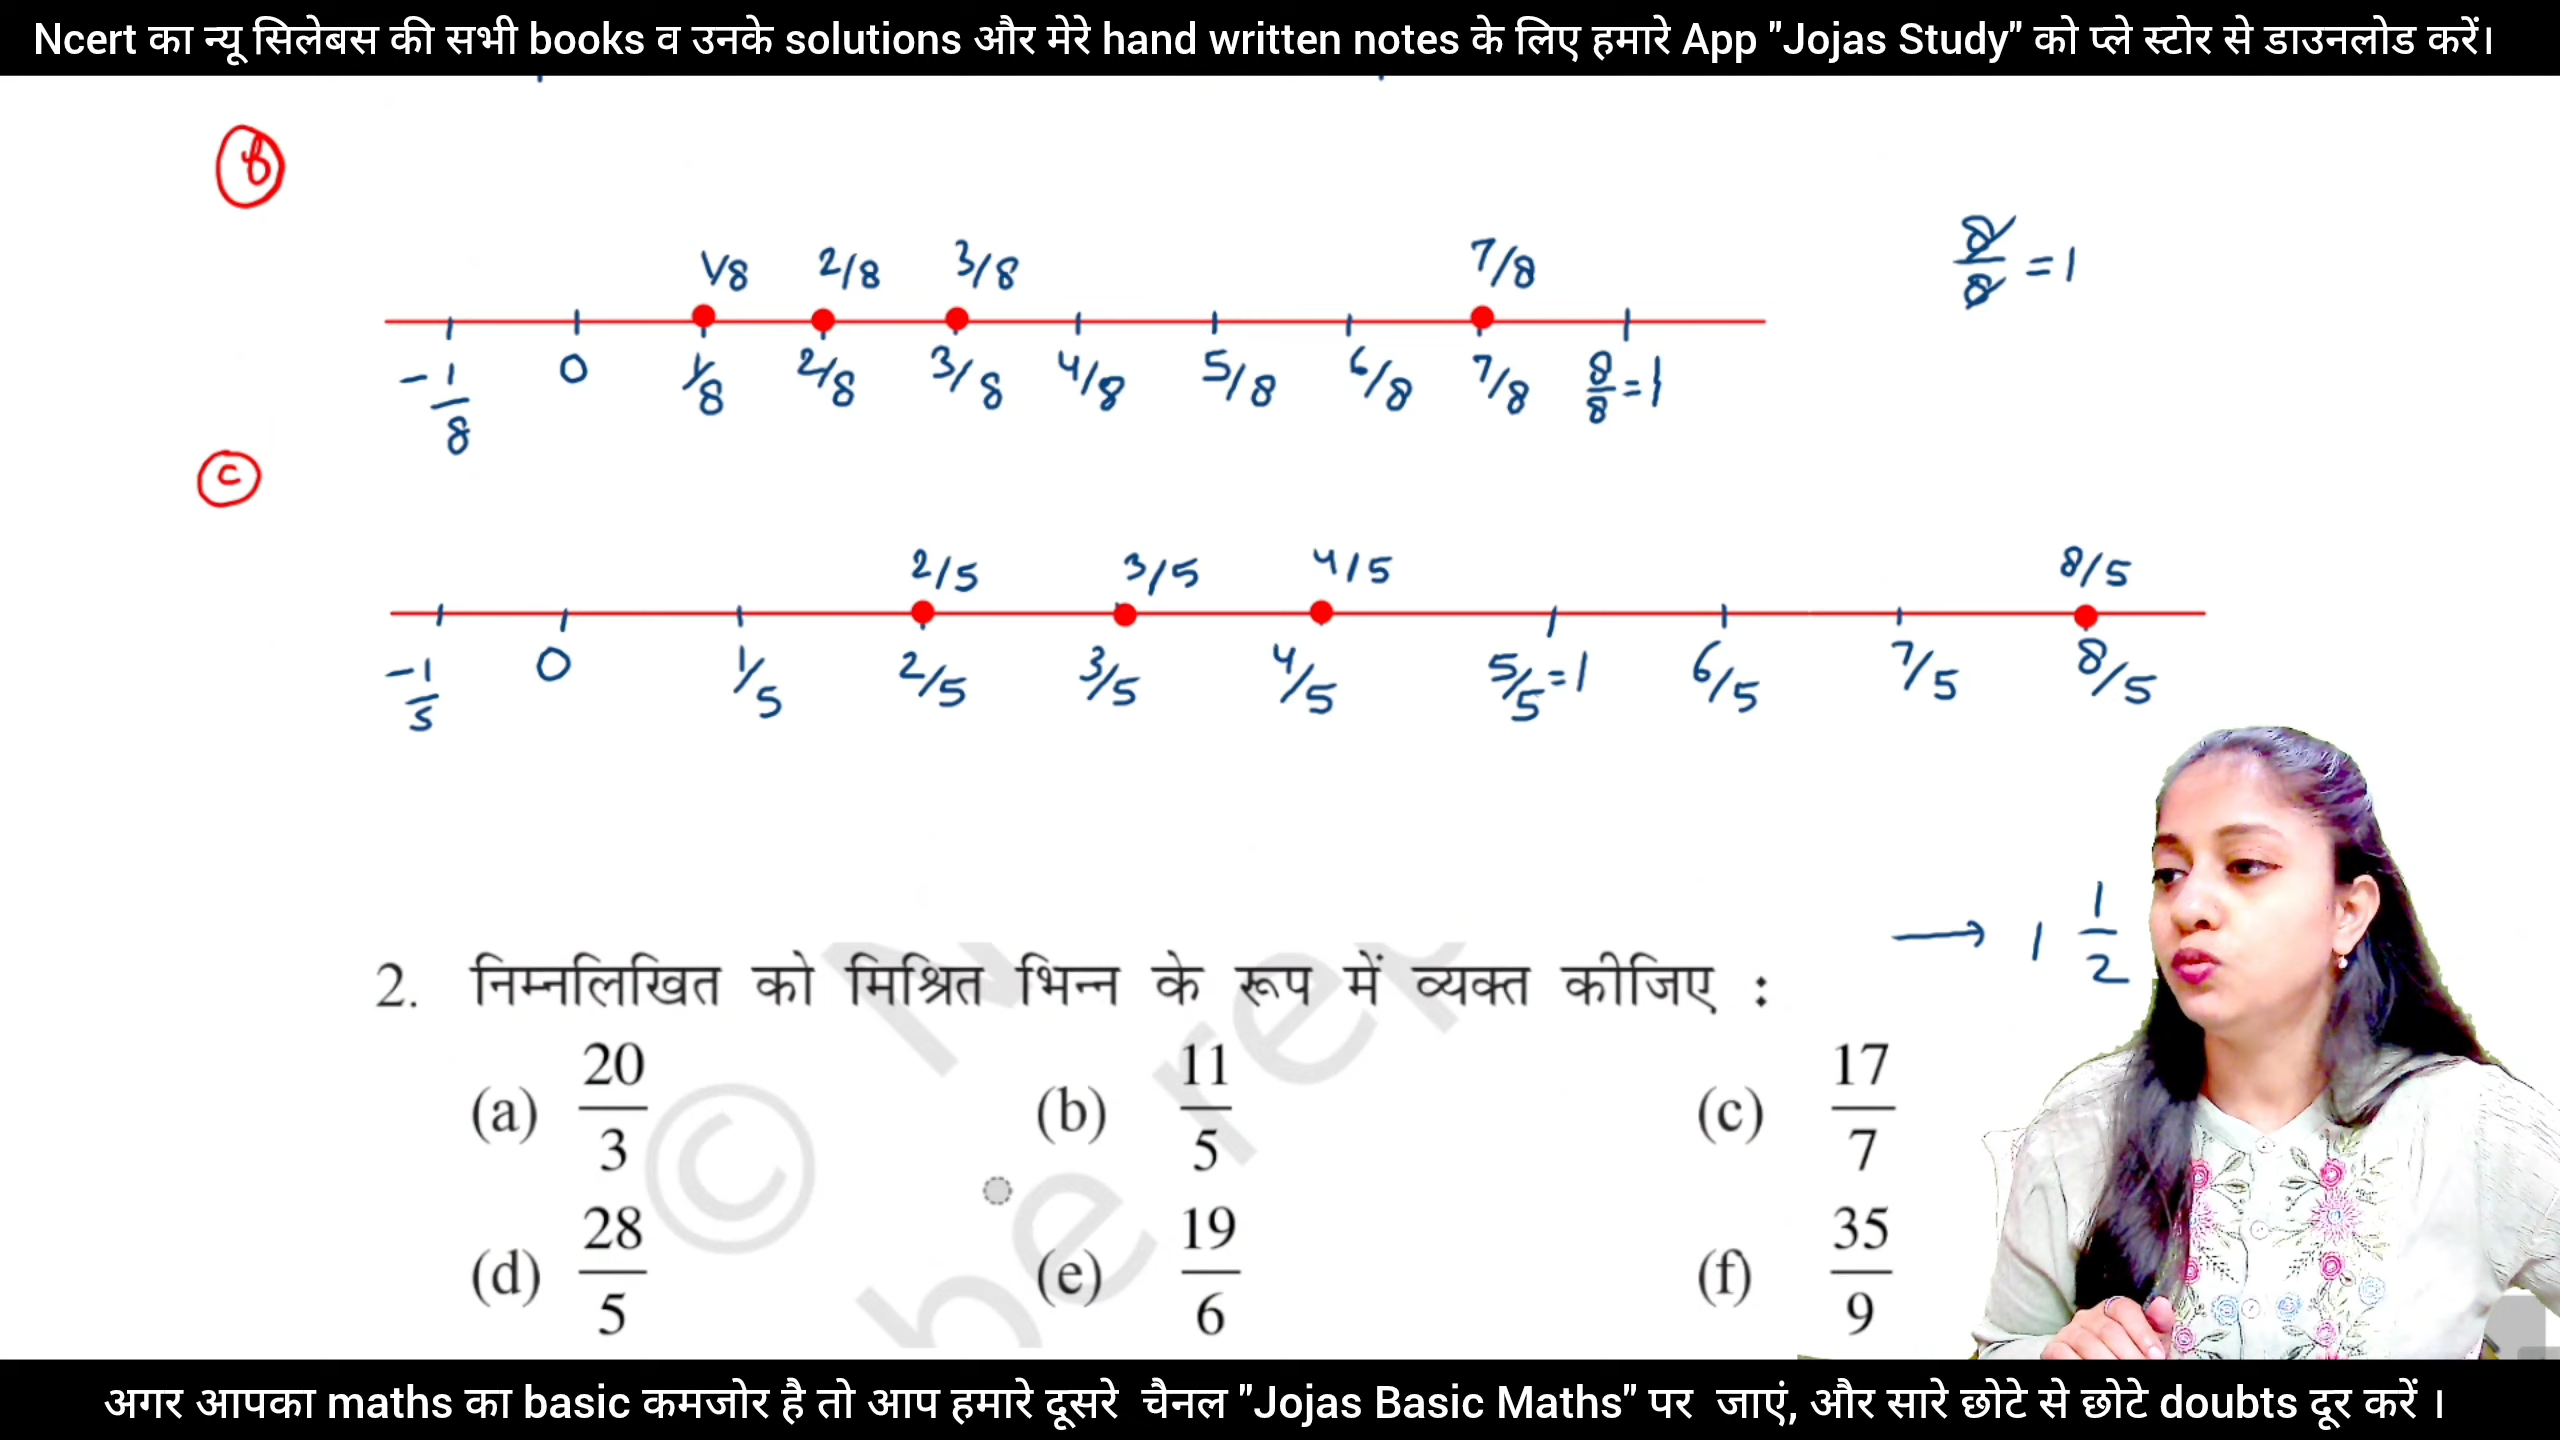 Ncert का न्यू सिलेबस की सभी books व उनके solutions और मेरे hand written notes के लिए हमारे App "Jojas Study" को प्ले स्टोर से डाउनलोड करें।
b
1/8 2/8 3/8 7/8
8/8 = 1
-1/8 0 1/8 2/8 3/8 4/8 5/8 6/8 7/8 8/8 = 1
c
2/5 3/5 4/5 8/5
-1/5 0 1/5 2/5 3/5 4/5 5/5 = 1 6/5 7/5 8/5
→ 1 1/2
2. निम्नलिखित को मिश्रित भिन्न के रूप में व्यक्त कीजिए :
(a) 20/3 (b) 11/5 (c) 17/7
(d) 28/5 (e) 19/6 (f) 35/9
अगर आपका maths का basic कमजोर है तो आप हमारे दूसरे चैनल "Jojas Basic Maths" पर जाएं, और सारे छोटे से छोटे doubts दूर करें ।